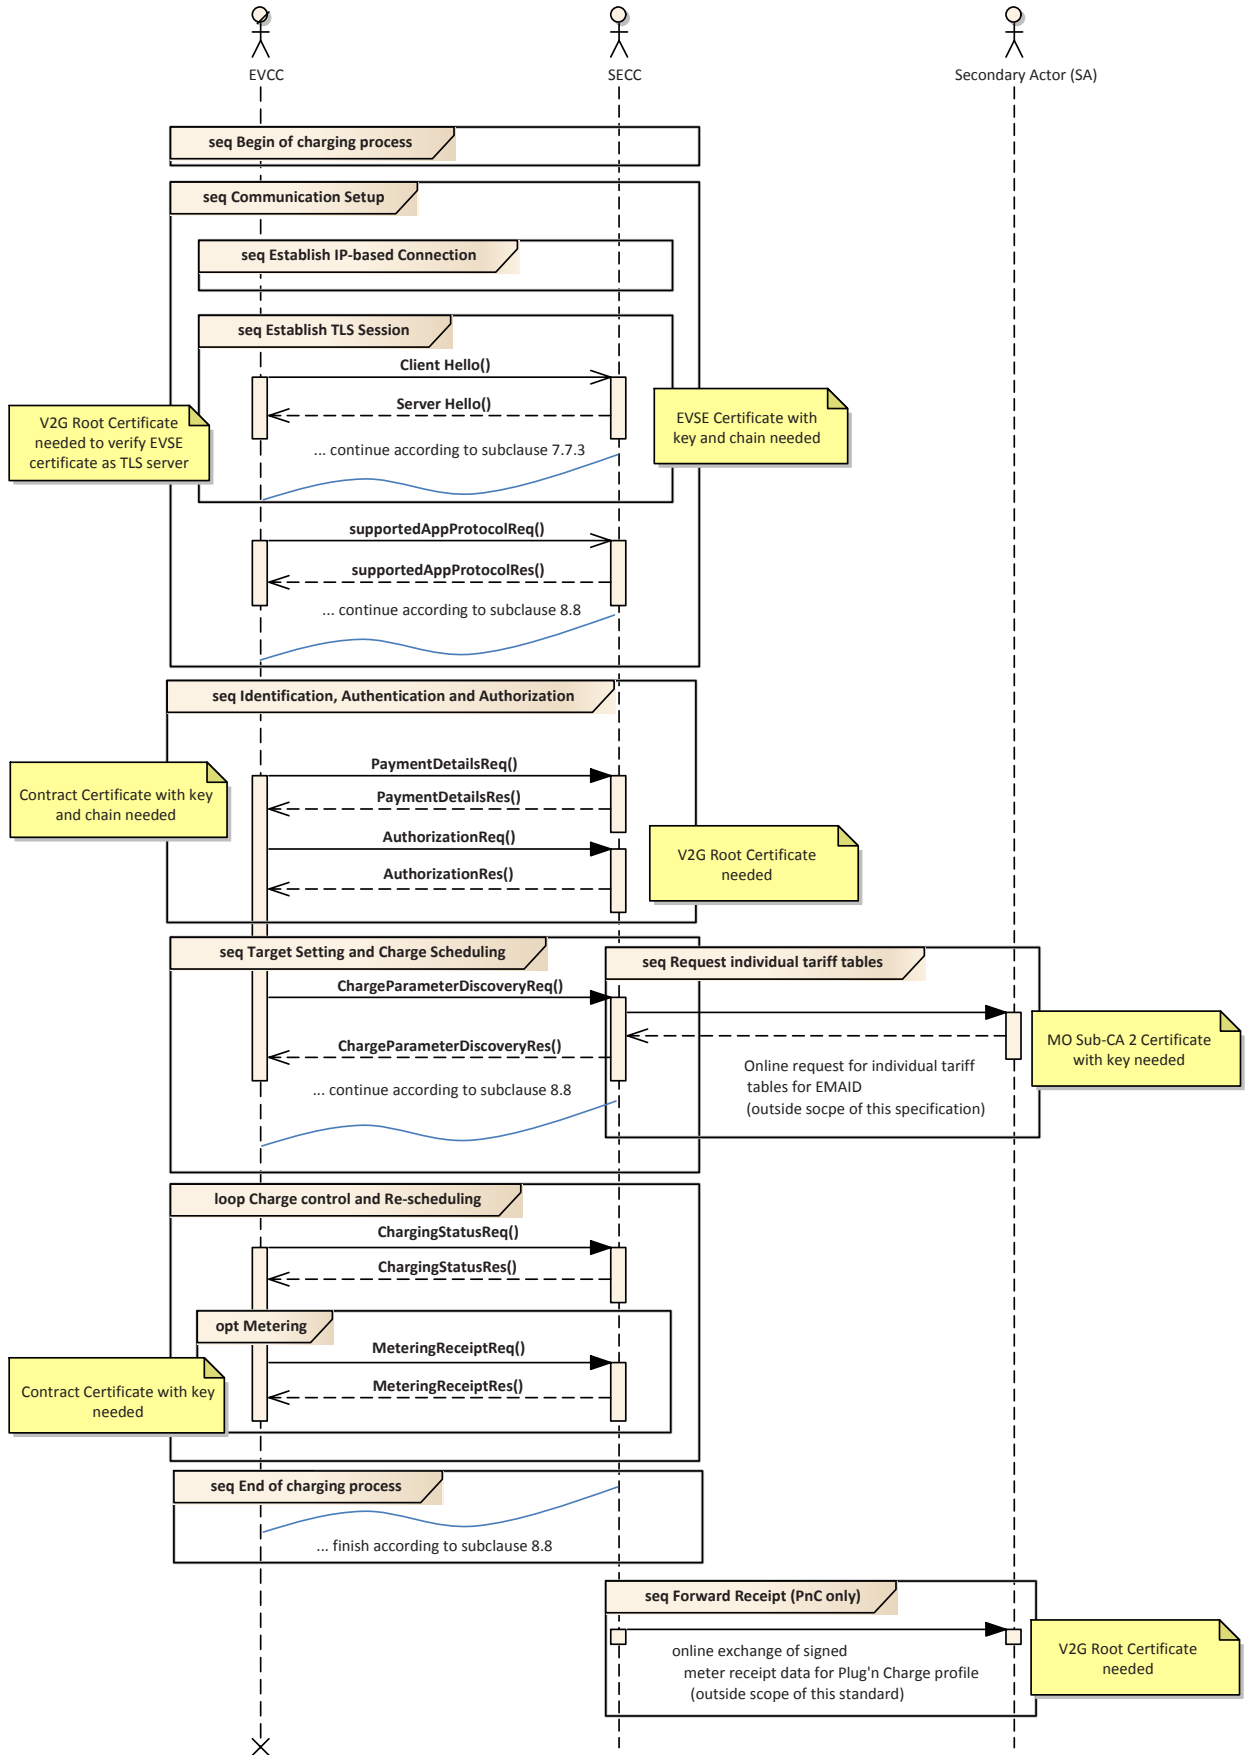 EVCC
SECC
Secondary Actor (SA)
seq Begin of charging process
seq Communication Setup
seq Establish IP-based Connection
seq Establish TLS Session
Client Hello()
Server Hello()
V2G Root Certificate
needed to verify EVSE
certificate as TLS server
EVSE Certificate with
key and chain needed
... continue according to subclause 7.7.3
supportedAppProtocolReq()
supportedAppProtocolRes()
... continue according to subclause 8.8
seq Identification, Authentication and Authorization
PaymentDetailsReq()
PaymentDetailsRes()
Contract Certificate with key
and chain needed
AuthorizationReq()
AuthorizationRes()
V2G Root Certificate
needed
seq Target Setting and Charge Scheduling
seq Request individual tariff tables
ChargeParameterDiscoveryReq()
ChargeParameterDiscoveryRes()
MO Sub-CA 2 Certificate
with key needed
Online request for individual tariff
tables for EMAID
(outside socpe of this specification)
... continue according to subclause 8.8
loop Charge control and Re-scheduling
ChargingStatusReq()
ChargingStatusRes()
opt Metering
MeteringReceiptReq()
MeteringReceiptRes()
Contract Certificate with key
needed
seq End of charging process
... finish according to subclause 8.8
seq Forward Receipt (PnC only)
online exchange of signed
meter receipt data for Plug'n Charge profile
(outside scope of this standard)
V2G Root Certificate
needed